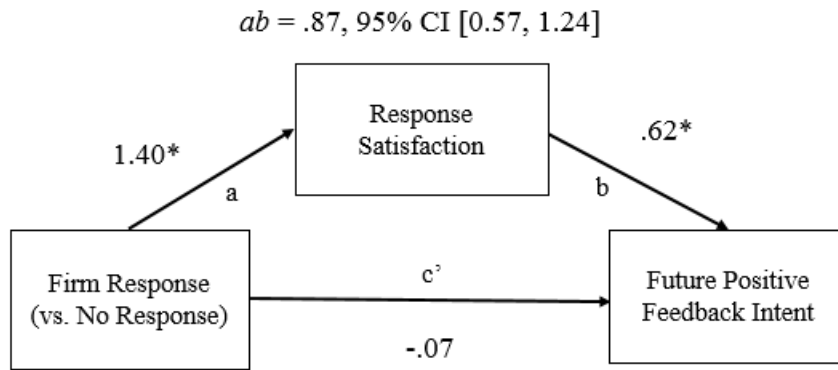 ab = .87, 95% CI [0.57, 1.24]
Response
Satisfaction
1.40*
.62*
a
b
Firm Response
(vs. No Response)
c’
Future Positive
Feedback Intent
-.07